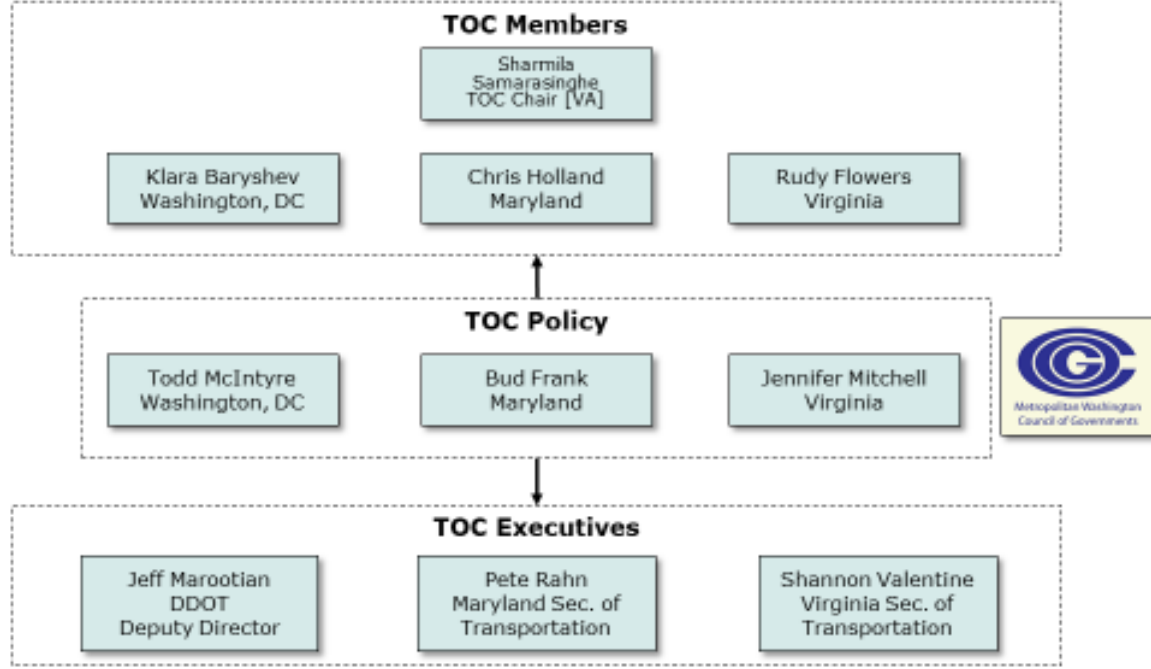 TOC Members
Sharmila
Samarasinghe
TOC Chair [VA]
Klara Baryshev
Washington, DC
Chris Holland
Maryland
Rudy Flowers
Virginia
TOC Policy
Todd McIntyre
Washington, DC
Bud Frank
Maryland
Jennifer Mitchell
Virginia
Metropolitan Washington
Council of Governments
TOC Executives
Jeff Marootian
DDOT
Deputy Director
Pete Rahn
Maryland Sec. of
Transportation
Shannon Valentine
Virginia Sec. of
Transportation